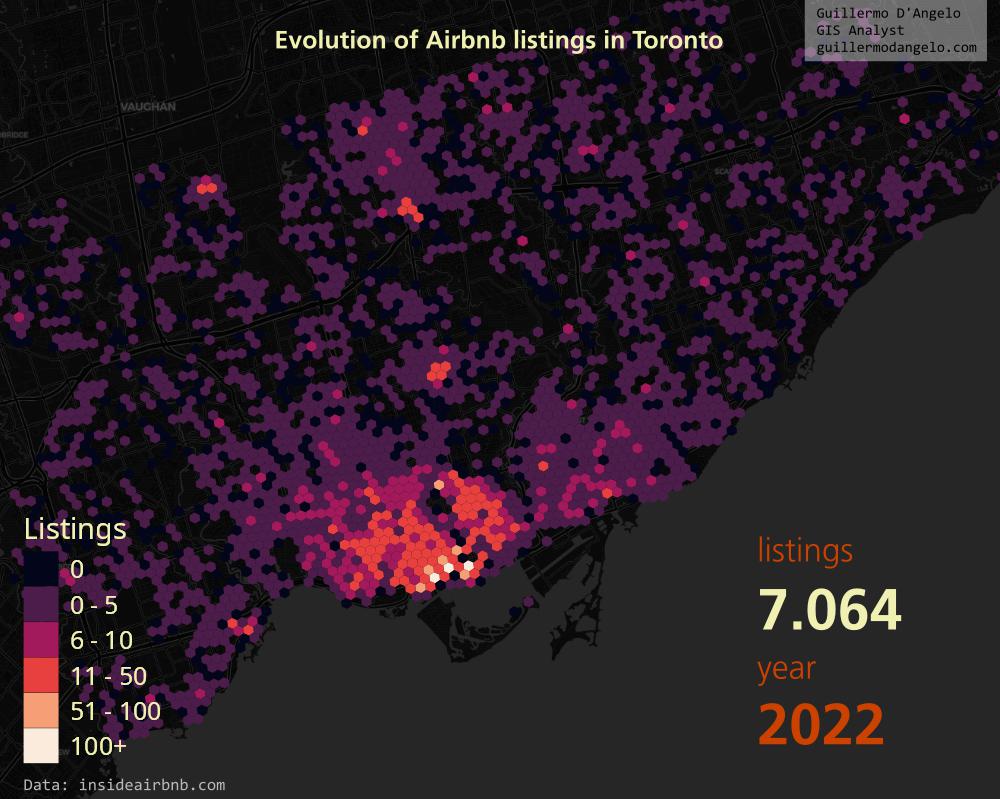 Guillermo D'Angelo
GIS Analyst
guillermodangelo.com
Evolution of Airbnb listings in Toronto
VAUGHAN
Listings
0
0 - 5
6 - 10
11 - 50
51 - 100
100+
listings
7.064
year
2022
Data: insideairbnb.com